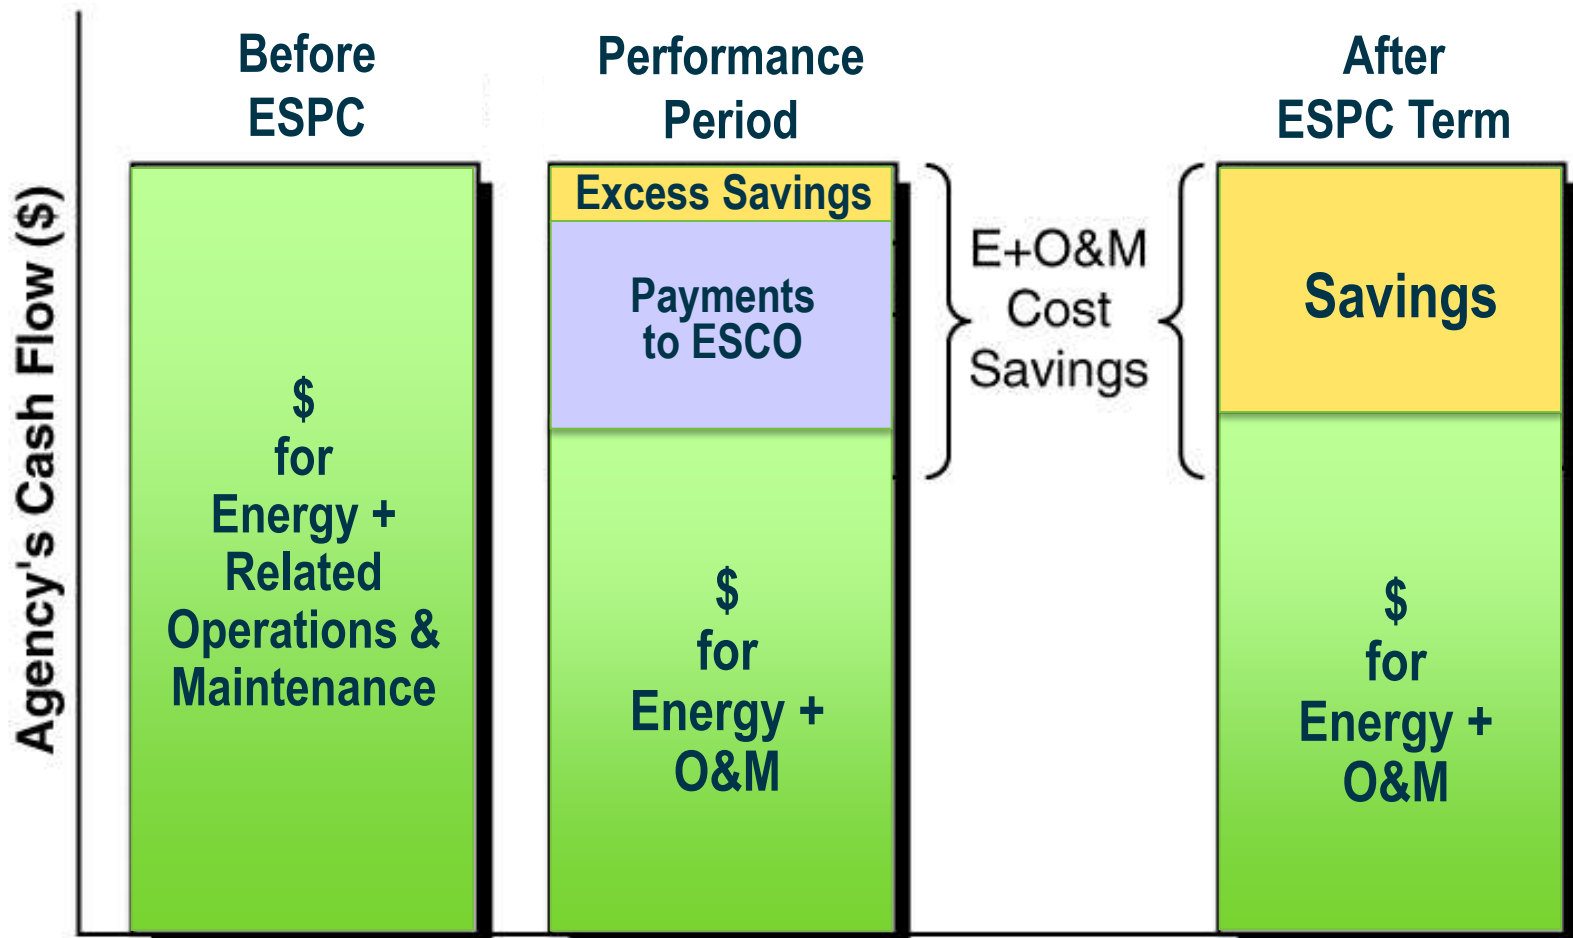 Agency's Cash Flow ($)
Before
ESPC
$
for
Energy +
Related
Operations &
Maintenance
Performance
Period
Excess Savings
Payments
to ESCO
$
for
Energy +
O&M
E+O&M
Cost
Savings
After
ESPC Term
Savings
$
for
Energy +
O&M